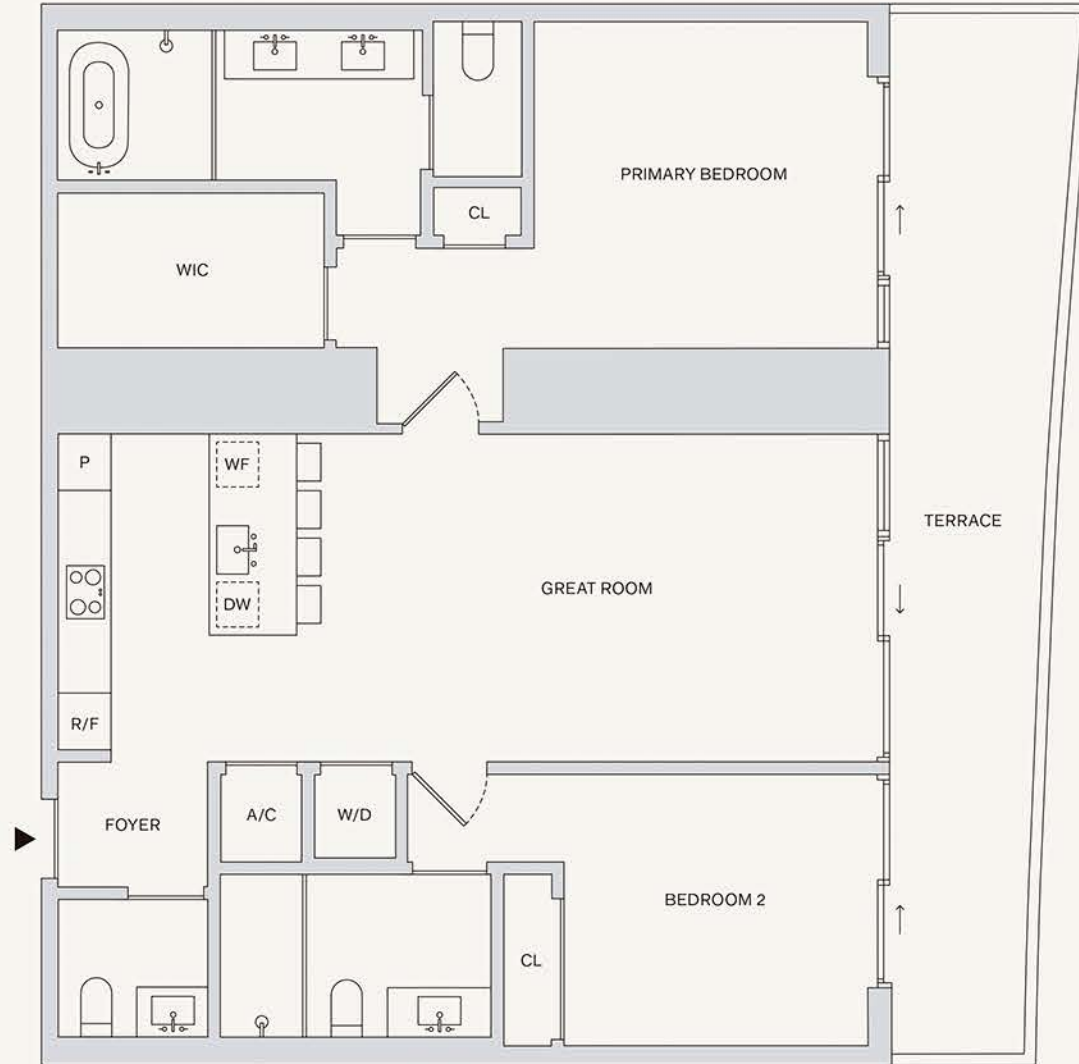 PRIMARY BEDROOM
CL
WIC
P
WF
TERRACE
GREAT ROOM
DW
R/F
A/C
W/D
FOYER
BEDROOM 2
CL